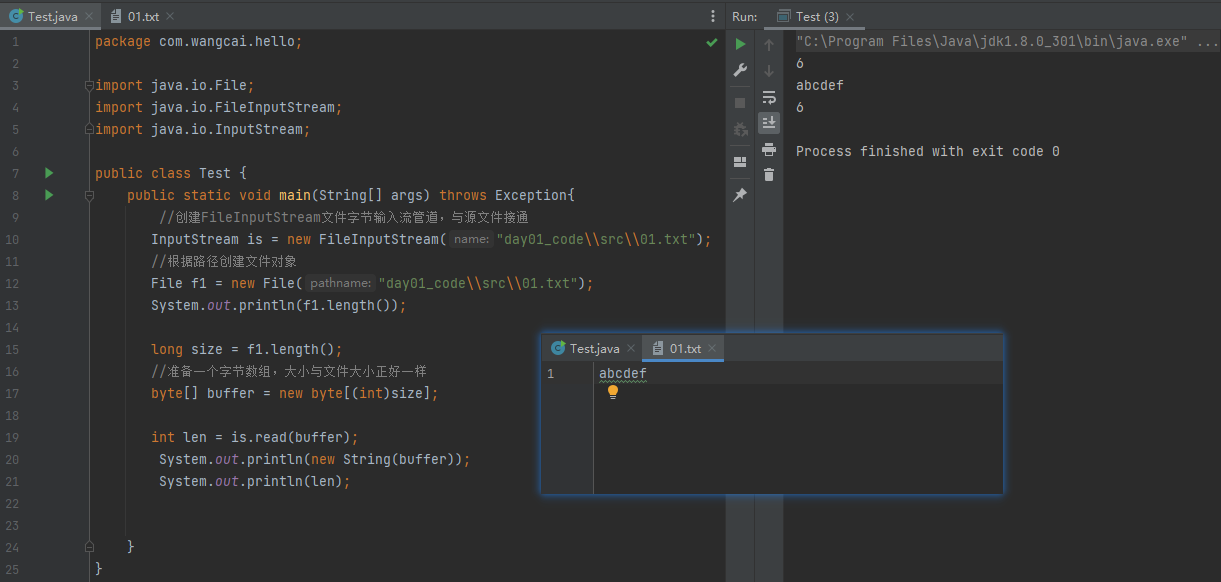 Test.java
01.txt
Run:
Test (3)
1 package com.wangcai.hello;
2
3 import java.io.File;
4 import java.io.FileInputStream;
5 import java.io.InputStream;
6
7 public class Test {
8 public static void main(String[] args) throws Exception{
9 //创建FileInputStream文件字节输入流管道，与源文件接通
10 InputStream is = new FileInputStream( name: "day01_code\\src\\01.txt");
11 //根据路径创建文件对象
12 File f1 = new File( pathname: "day01_code\\src\\01.txt");
13 System.out.println(f1.length());
14
15 long size = f1.length();
16 //准备一个字节数组，大小与文件大小正好一样
17 byte[] buffer = new byte[(int)size];
18
19 int len = is.read(buffer);
20 System.out.println(new String(buffer));
21 System.out.println(len);
22
23
24 }
25 }
"C:\Program Files\Java\jdk1.8.0_301\bin\java.exe" ...
6
abcdef
6
Process finished with exit code 0
Test.java
01.txt
1 abcdef